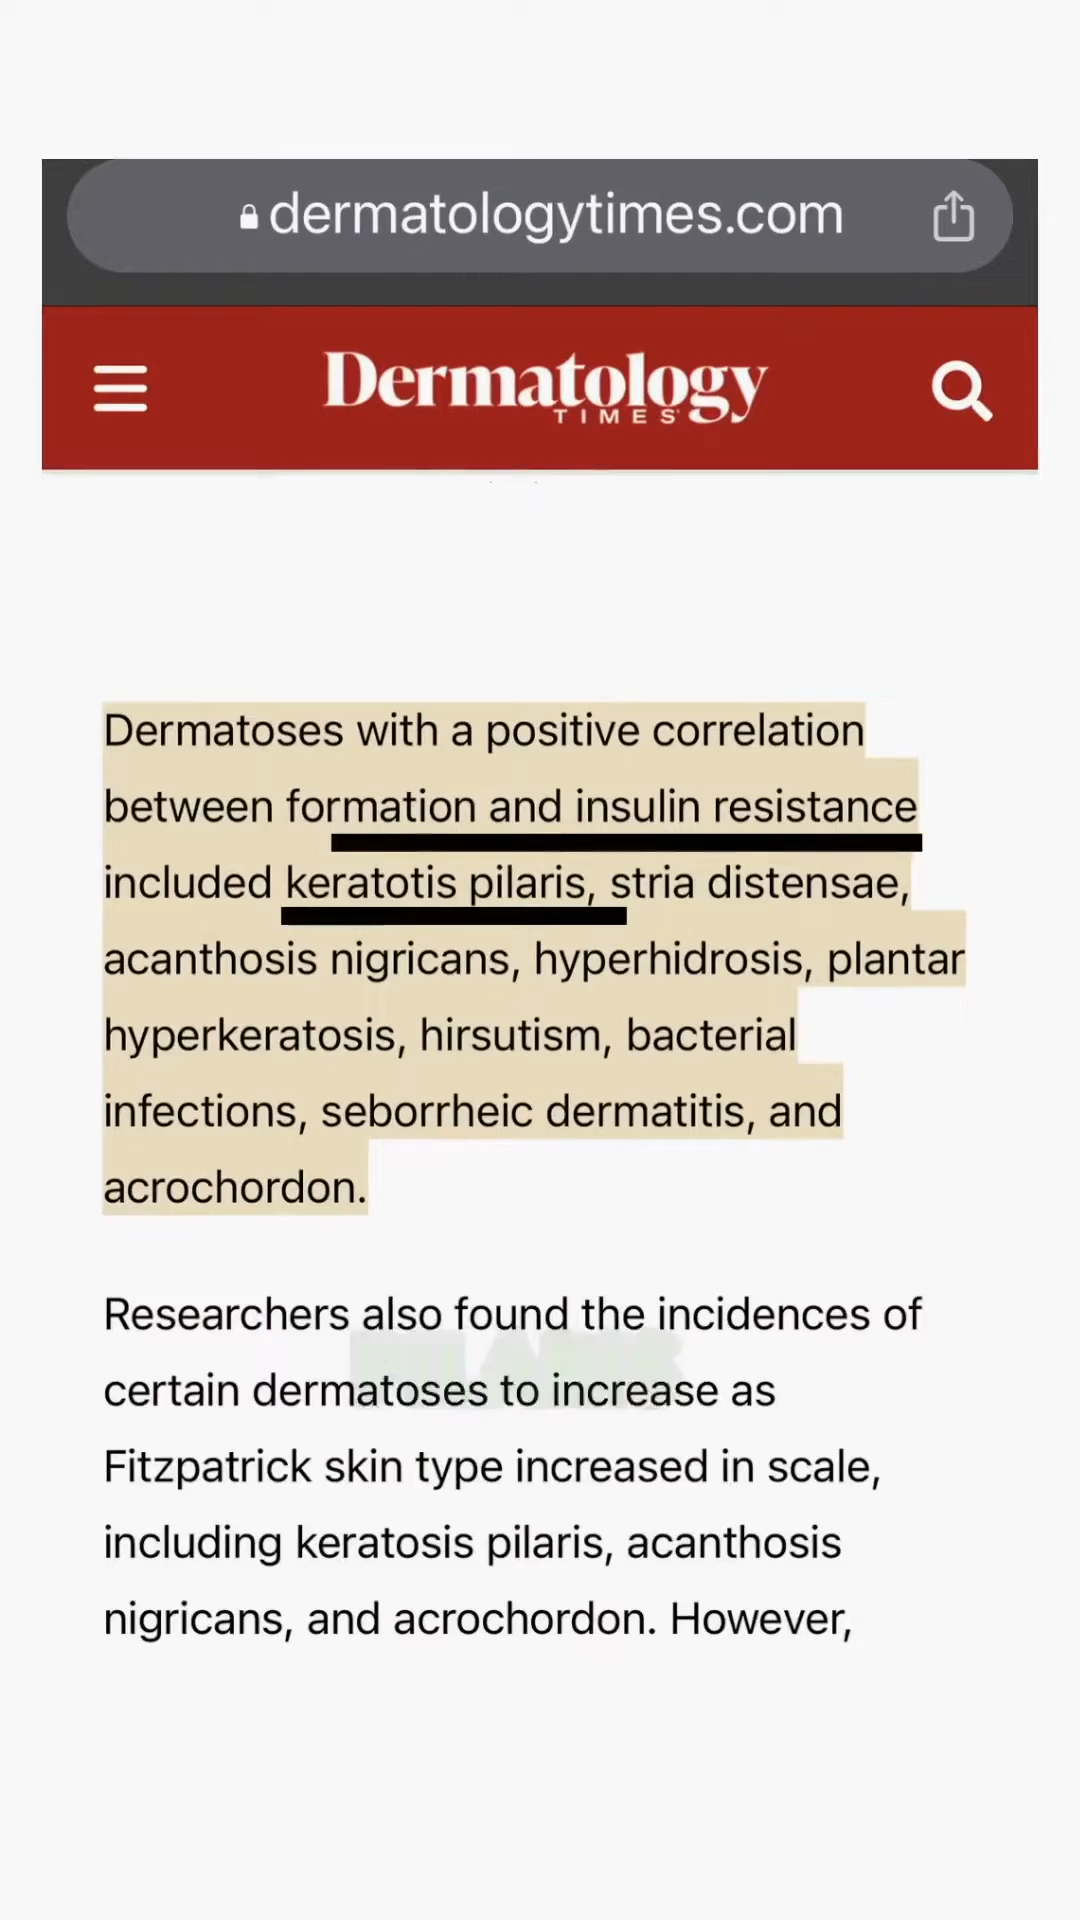 dermatologytimes.com
Dermatology
TIMES
Dermatoses with a positive correlation
between formation and insulin resistance
included keratotis pilaris, stria distensae,
acanthosis nigricans, hyperhidrosis, plantar
hyperkeratosis, hirsutism, bacterial
infections, seborrheic dermatitis, and
acrochordon.
Researchers also found the incidences of
certain dermatoses to increase as
Fitzpatrick skin type increased in scale,
including keratosis pilaris, acanthosis
nigricans, and acrochordon. However,